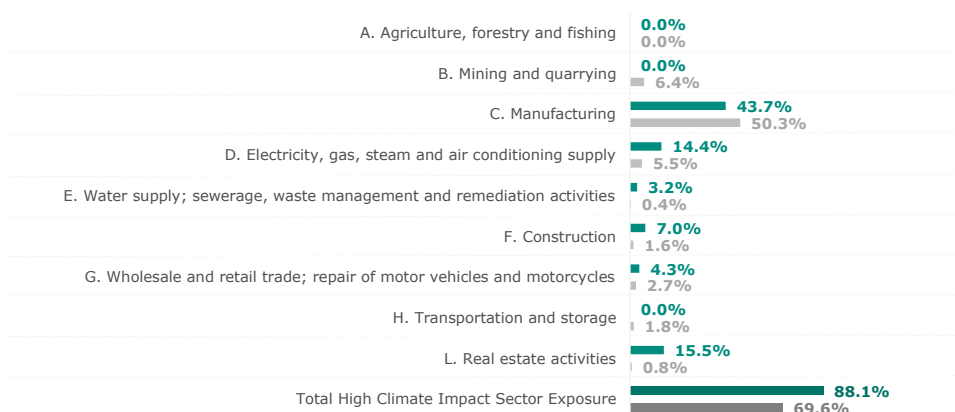 A. Agriculture, forestry and fishing
0.0%
0.0%
B. Mining and quarrying
0.0%
6.4%
C. Manufacturing
43.7%
50.3%
D. Electricity, gas, steam and air conditioning supply
14.4%
5.5%
E. Water supply; sewerage, waste management and remediation activities
3.2%
0.4%
F. Construction
7.0%
1.6%
G. Wholesale and retail trade; repair of motor vehicles and motorcycles
4.3%
2.7%
H. Transportation and storage
0.0%
1.8%
L. Real estate activities
15.5%
0.8%
Total High Climate Impact Sector Exposure
88.1%
69.6%